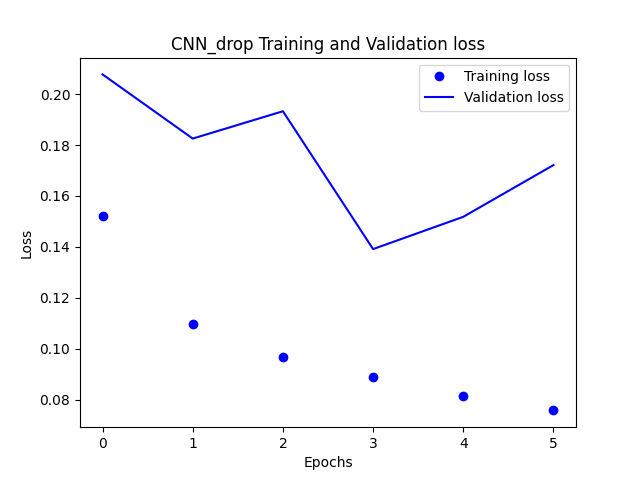 CNN_drop Training and Validation loss
Training loss
Validation loss
Loss
0.20
0.18
0.16
0.14
0.12
0.10
0.08
0 1 2 3 4 5
Epochs